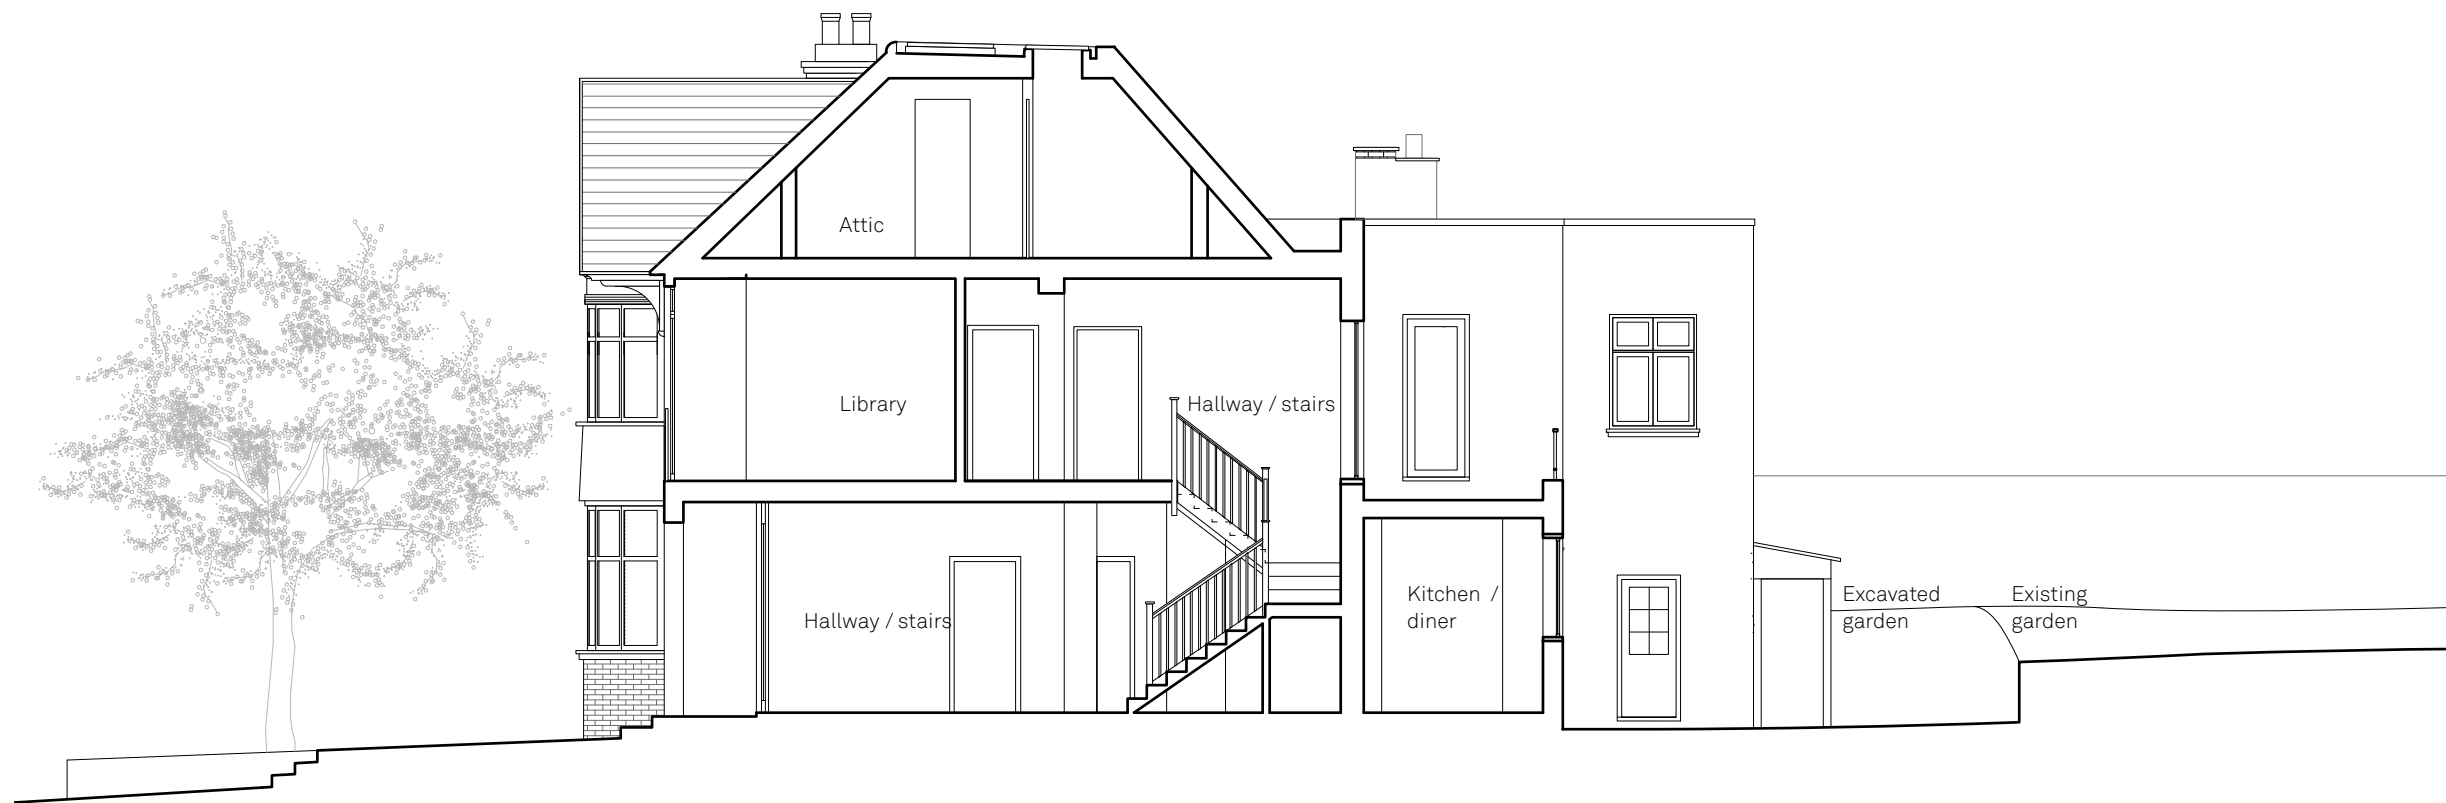 Attic
Library
Hallway / stairs
Hallway / stairs
Kitchen /
diner
Excavated
garden
Existing
garden